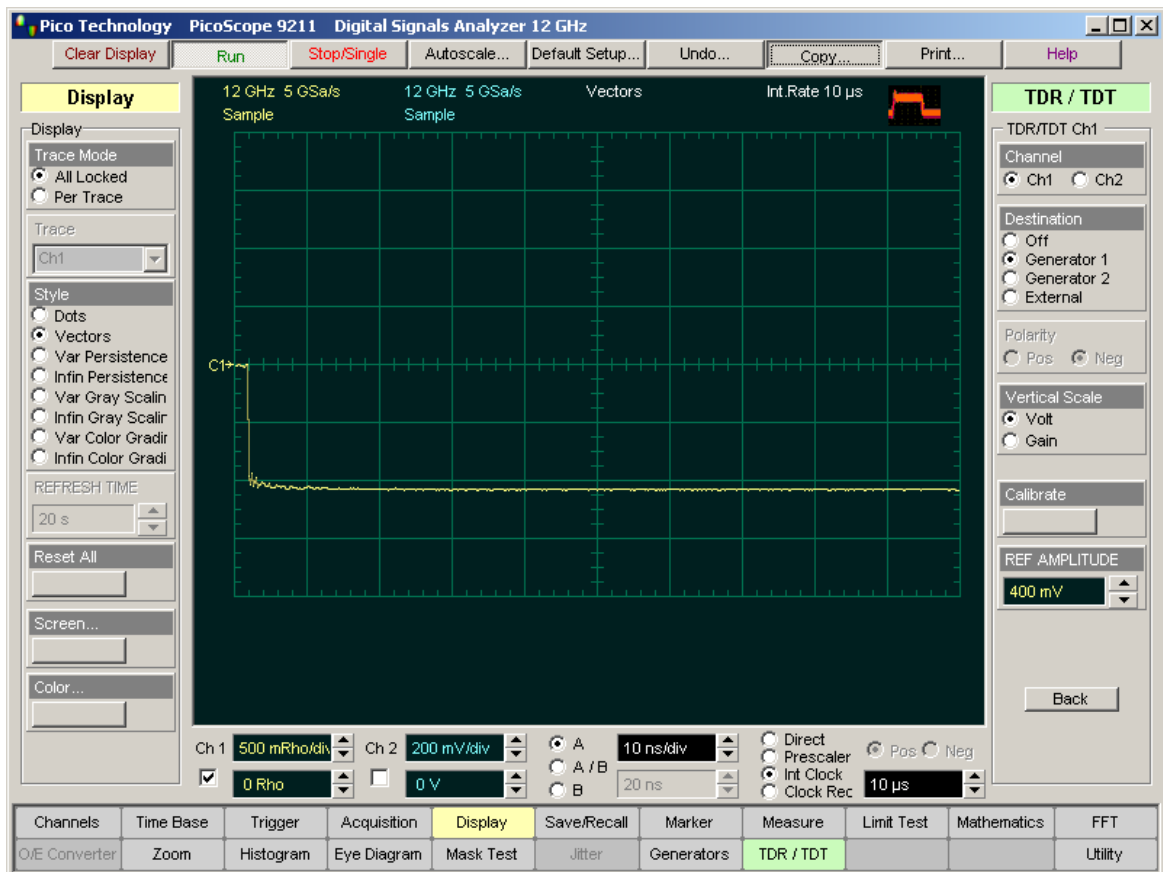 Pico Technology PicoScope 9211 Digital Signals Analyzer 12 GHz
Clear Display Run Stop/Single Autoscale... Default Setup... Undo... Copy... Print... Help
Display
Display
Trace Mode
All Locked
Per Trace
Trace
Ch1
Style
Dots
Vectors
Var Persistence
Infin Persistence
Var Gray Scalin
Infin Gray Scalir
Var Color Gradir
Infin Color Gradi
REFRESH TIME
20 s
Reset All
Screen...
Color...
12 GHz 5 GSa/s 12 GHz 5 GSa/s Vectors Int.Rate 10 µs
Sample Sample
C1
TDR / TDT
TDR/TDT Ch1
Channel
Ch1 Ch2
Destination
Off
Generator 1
Generator 2
External
Polarity
Pos Neg
Vertical Scale
Volt
Gain
Calibrate
REF AMPLITUDE
400 mV
Back
Ch 1 500 mRho/div Ch 2 200 mV/div A 10 ns/div Direct Pos Neg
0 Rho 0 V A / B 20 ns Prescaler
B Int Clock 10 µs
Clock Rec
Channels Time Base Trigger Acquisition Display Save/Recall Marker Measure Limit Test Mathematics FFT
O/E Converter Zoom Histogram Eye Diagram Mask Test Jitter Generators TDR / TDT Utility